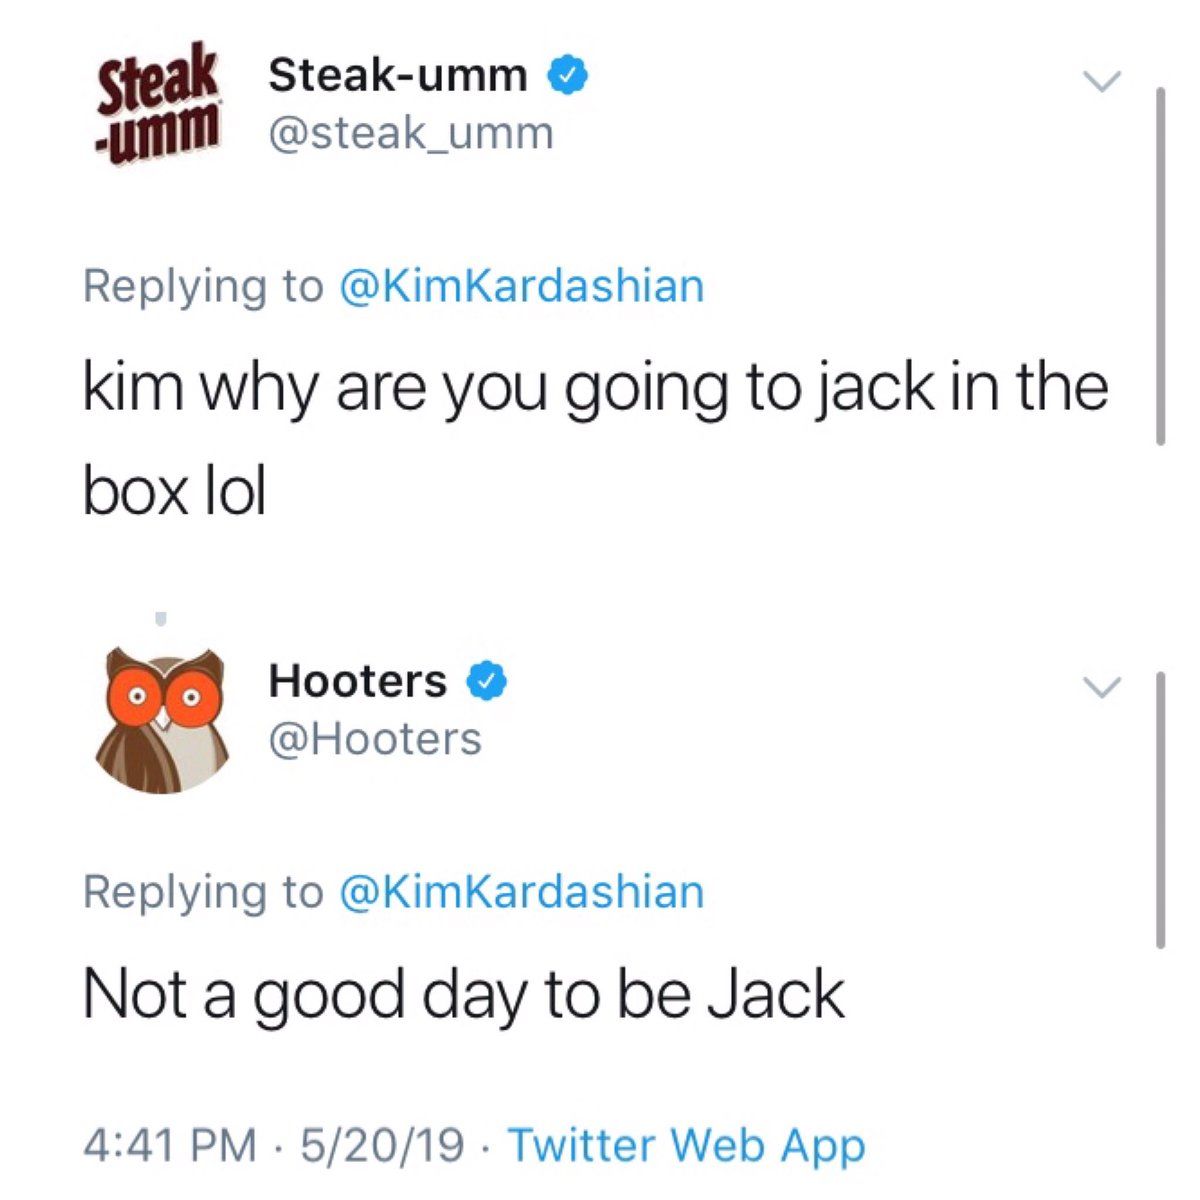 Steak
-umm
Steak-umm
@steak_umm
Replying to @KimKardashian
kim why are you going to jack in the
box lol
Hooters
@Hooters
Replying to @KimKardashian
Not a good day to be Jack
4:41 PM · 5/20/19 · Twitter Web App